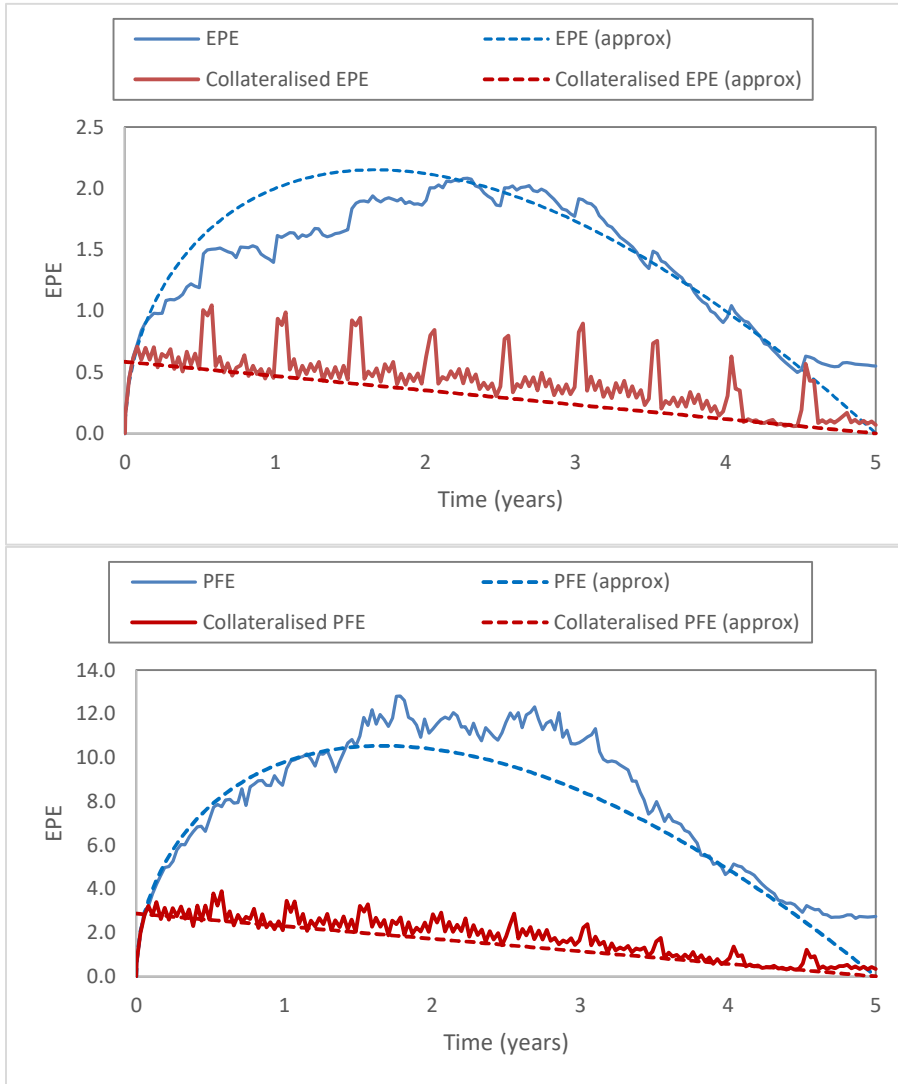 EPE EPE (approx)
Collateralised EPE Collateralised EPE (approx)
2.5
2.0
1.5
1.0
0.5
0.0
EPE
0 1 2 3 4 5
Time (years)
PFE PFE (approx)
Collateralised PFE Collateralised PFE (approx)
14.0
12.0
10.0
8.0
6.0
4.0
2.0
0.0
EPE
0 1 2 3 4 5
Time (years)